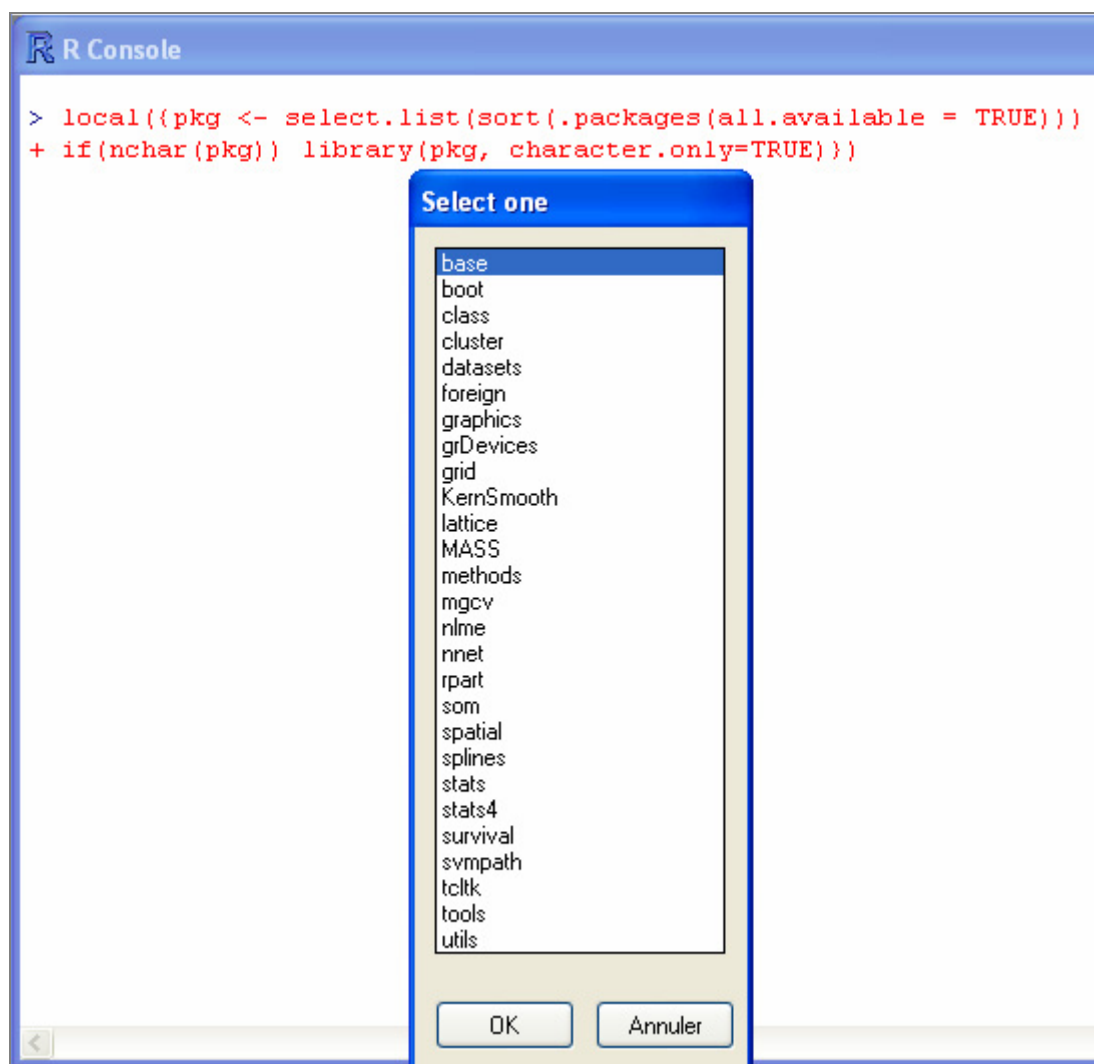 R R Console
> local({pkg <- select.list(sort(.packages(all.available = TRUE)))
+ if(nchar(pkg)) library(pkg, character.only=TRUE)})
Select one
base
boot
class
cluster
datasets
foreign
graphics
grDevices
grid
KernSmooth
lattice
MASS
methods
mgcv
nlme
nnet
rpart
som
spatial
splines
stats
stats4
survival
svmpath
tcltk
tools
utils
OK Annuler